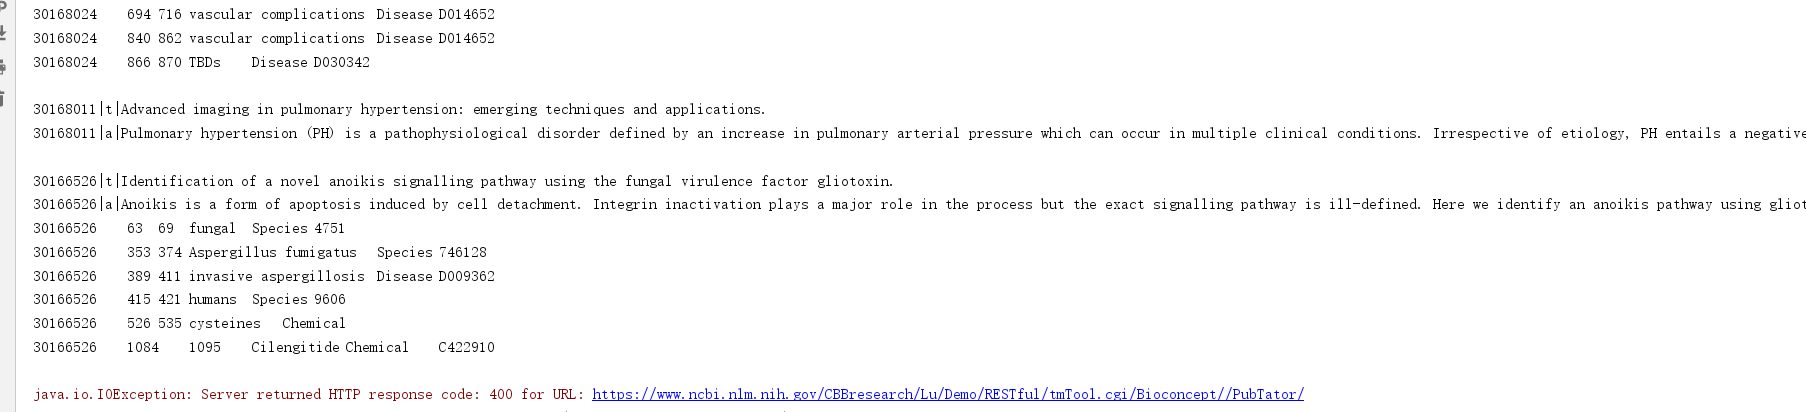 30168024 694 716 vascular complications Disease D014652
30168024 840 862 vascular complications Disease D014652
30168024 866 870 TBDs Disease D030342
30168011|t|Advanced imaging in pulmonary hypertension: emerging techniques and applications.
30168011|a|Pulmonary hypertension (PH) is a pathophysiological disorder defined by an increase in pulmonary arterial pressure which can occur in multiple clinical conditions. Irrespective of etiology, PH entails a negative
30166526|t|Identification of a novel anoikis signalling pathway using the fungal virulence factor gliotoxin.
30166526|a|Anoikis is a form of apoptosis induced by cell detachment. Integrin inactivation plays a major role in the process but the exact signalling pathway is ill-defined. Here we identify an anoikis pathway using gliot
30166526 63 69 fungal Species 4751
30166526 353 374 Aspergillus fumigatus Species 746128
30166526 389 411 invasive aspergillosis Disease D009362
30166526 415 421 humans Species 9606
30166526 526 535 cysteines Chemical
30166526 1084 1095 Cilengitide Chemical C422910
java.io.IOException: Server returned HTTP response code: 400 for URL: https://www.ncbi.nlm.nih.gov/CBBresearch/Lu/Demo/RESTful/tmTool.cgi/Bioconcept//PubTator/